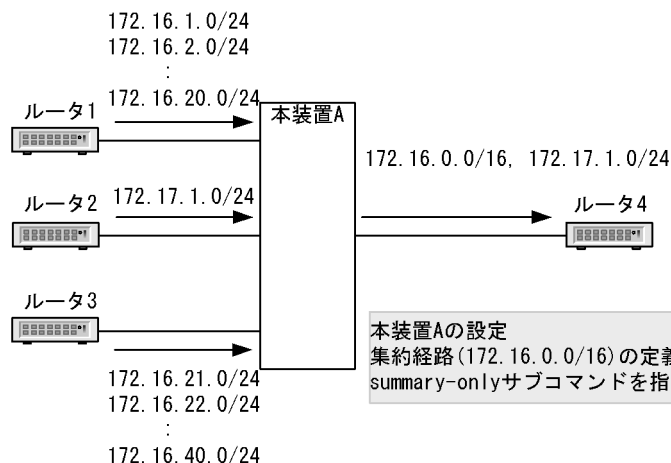 172.16.1.0/24
172.16.2.0/24
:
172.16.20.0/24
ルータ1
本装置A
172.16.0.0/16, 172.17.1.0/24
ルータ2
172.17.1.0/24
ルータ4
ルータ3
本装置Aの設定
集約経路(172.16.0.0/16)の定義
summary-onlyサブコマンドを指
172.16.21.0/24
172.16.22.0/24
:
172.16.40.0/24